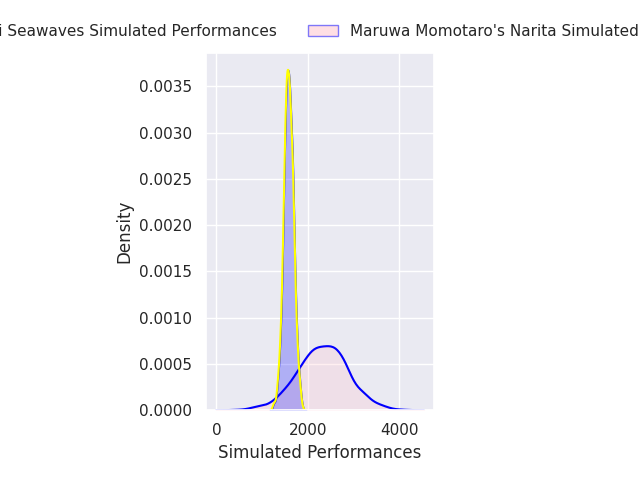 i Seawaves Simulated Performances
Maruwa Momotaro's Narita Simulated
0.0035
0.0030
0.0025
0.0020
0.0015
0.0010
0.0005
0.0000
Density
0 2000 4000
Simulated Performances